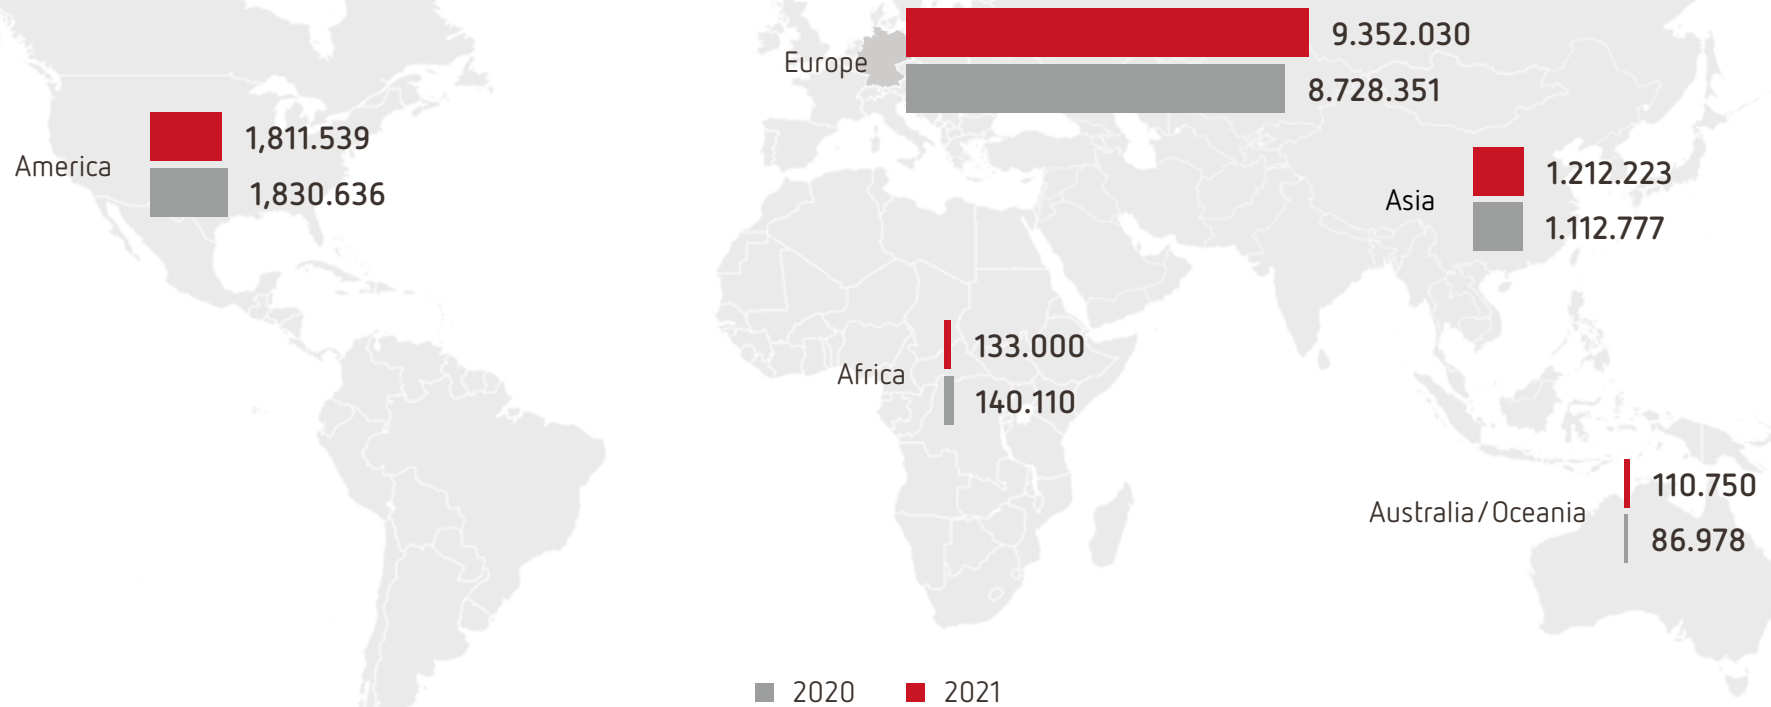 9.352.030
Europe
8.728.351
1,811.539
America
1,830.636
1.212.223
Asia
1.112.777
133.000
Africa
140.110
110.750
Australia/Oceania
86.978
2020 2021